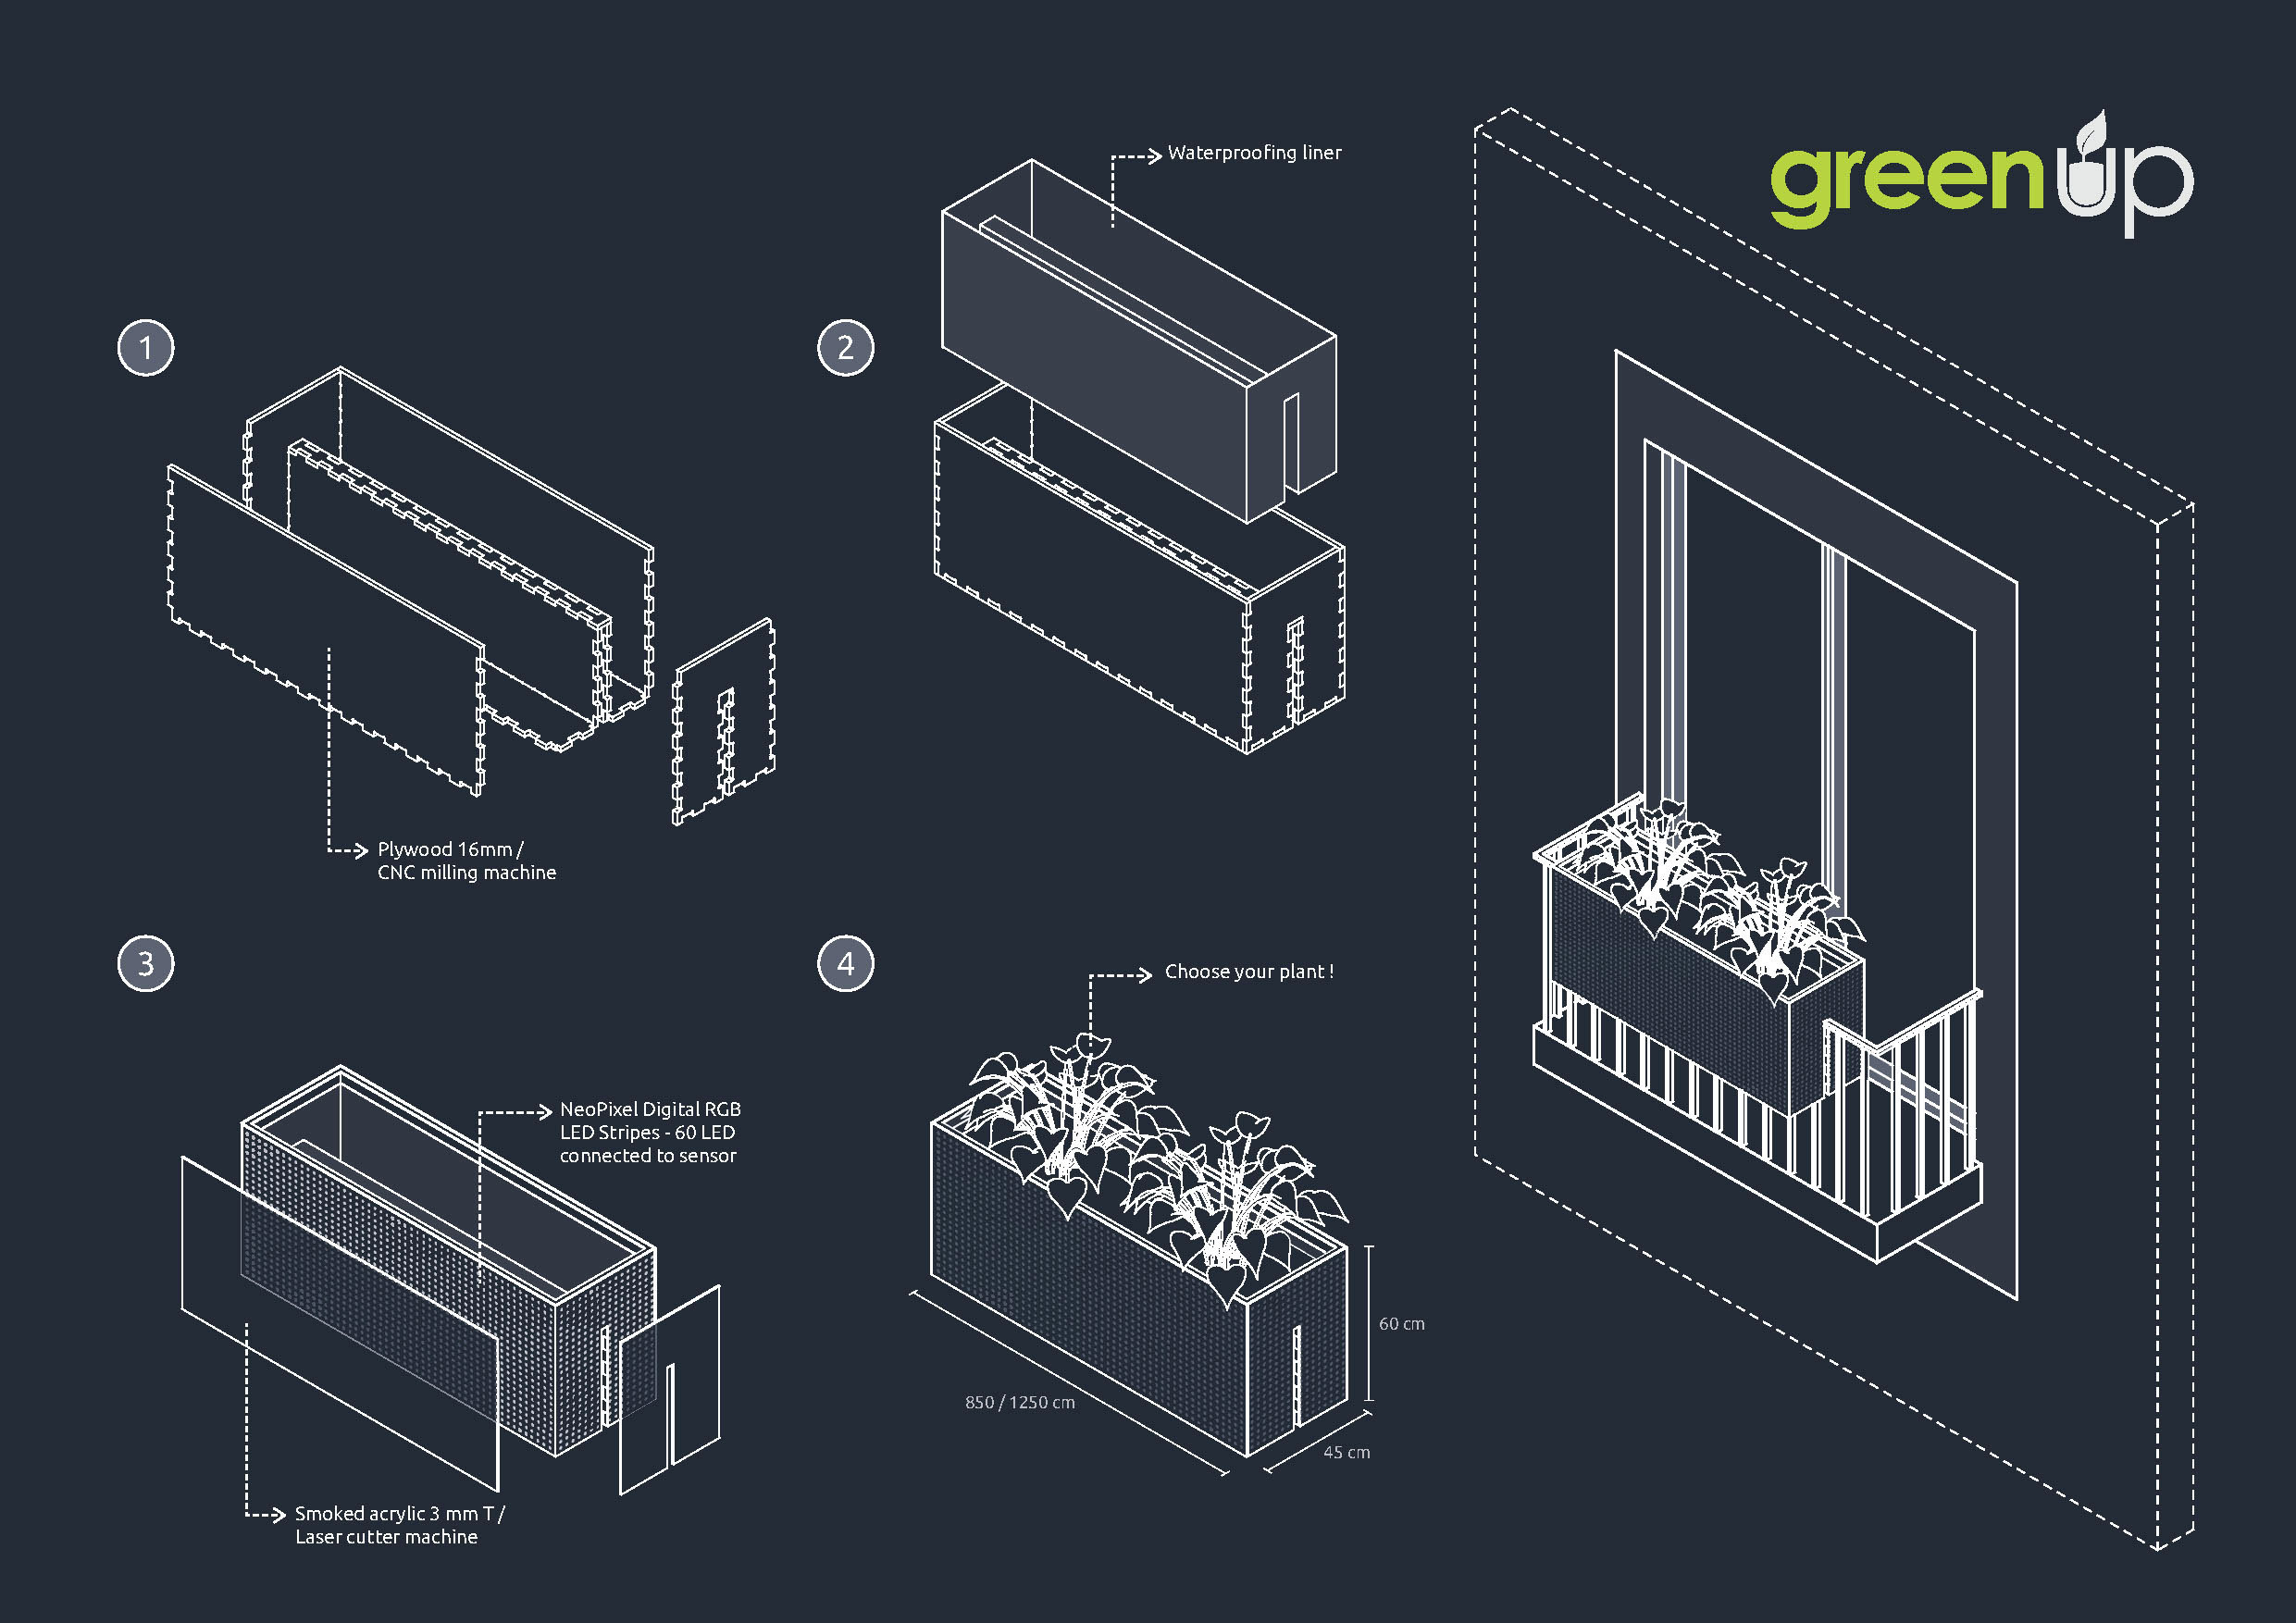 greenup
1
Plywood 16mm /
CNC milling machine
2
Waterproofing liner
3
NeoPixel Digital RGB
LED Stripes - 60 LED
connected to sensor
Smoked acrylic 3 mm T /
Laser cutter machine
4
Choose your plant !
60 cm
850 / 1250 cm
45 cm